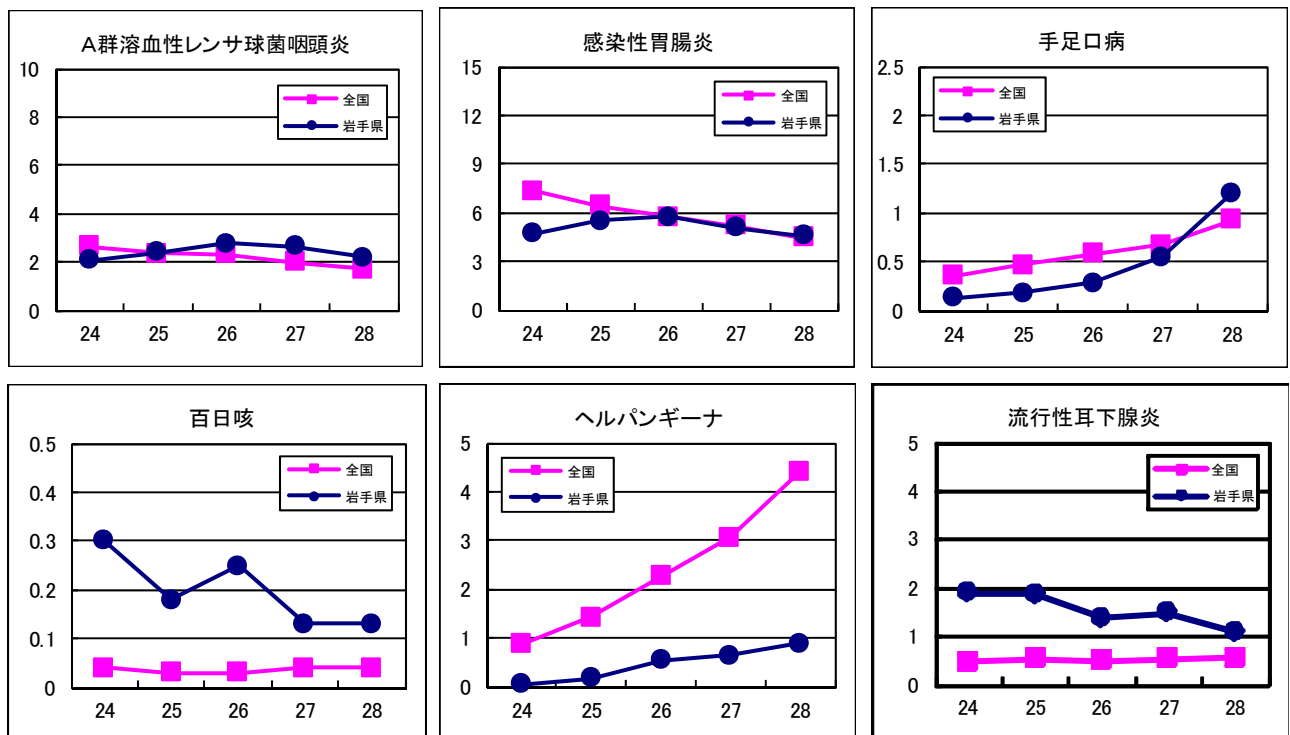 A群溶血性レンサ球菌咽頭炎
10
8
6
4
2
0
24 25 26 27 28
全国
岩手県
感染性胃腸炎
15
12
9
6
3
0
24 25 26 27 28
全国
岩手県
手足口病
2.5
2
1.5
1
0.5
0
24 25 26 27 28
全国
岩手県
百日咳
0.5
0.4
0.3
0.2
0.1
0
24 25 26 27 28
全国
岩手県
ヘルパンギーナ
5
4
3
2
1
0
24 25 26 27 28
全国
岩手県
流行性耳下腺炎
5
4
3
2
1
0
24 25 26 27 28
全国
岩手県